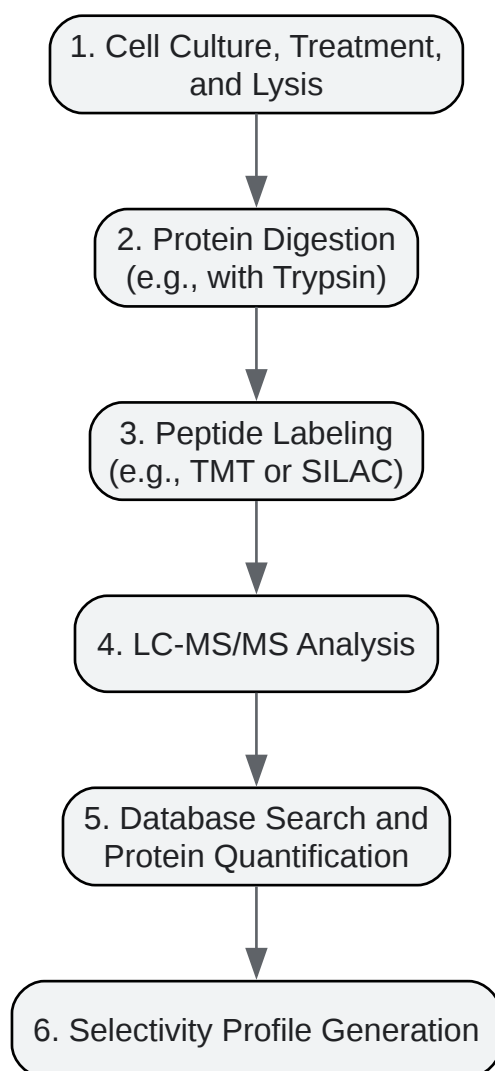 1. Cell Culture, Treatment,
and Lysis
2. Protein Digestion
(e.g., with Trypsin)
3. Peptide Labeling
(e.g., TMT or SILAC)
4. LC-MS/MS Analysis
5. Database Search and
Protein Quantification
6. Selectivity Profile Generation